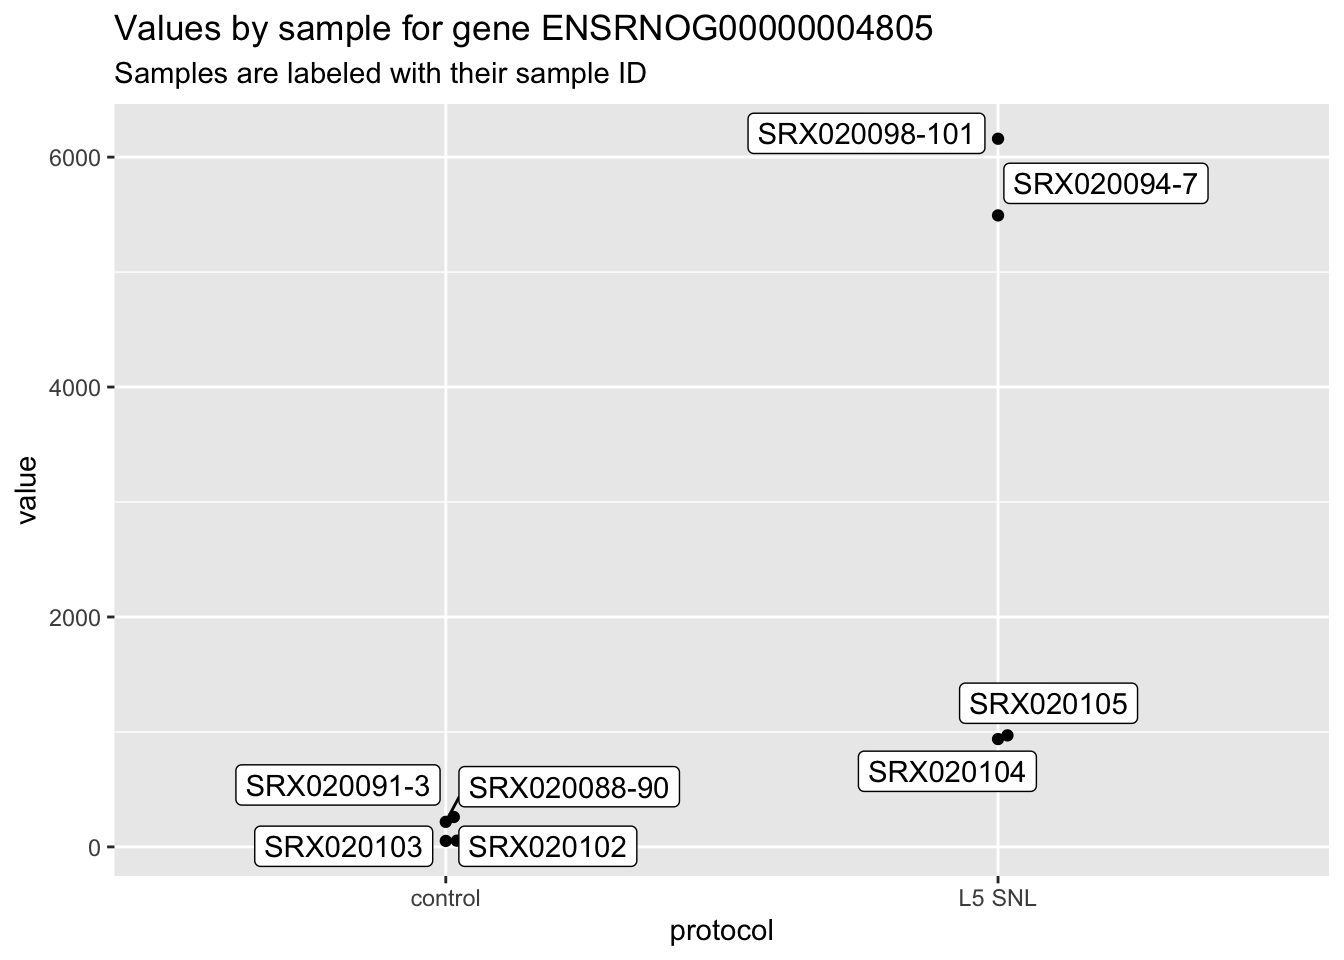 Values by sample for gene ENSRNOG00000004805
Samples are labeled with their sample ID
SRX020098-101
6000
SRX020094-7
4000
value
2000
SRX020105
SRX020104
SRX020091-3
SRX020088-90
0
SRX020103
SRX020102
control
L5 SNL
protocol